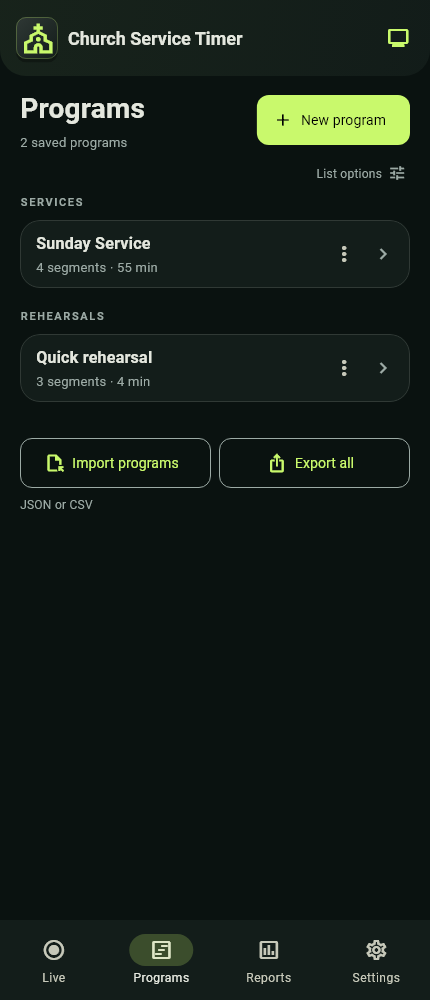 Church Service Timer
Programs
2 saved programs
New program
List options
SERVICES
Sunday Service
4 segments · 55 min
REHEARSALS
Quick rehearsal
3 segments · 4 min
Import programs
Export all
JSON or CSV
Live
Programs
Reports
Settings